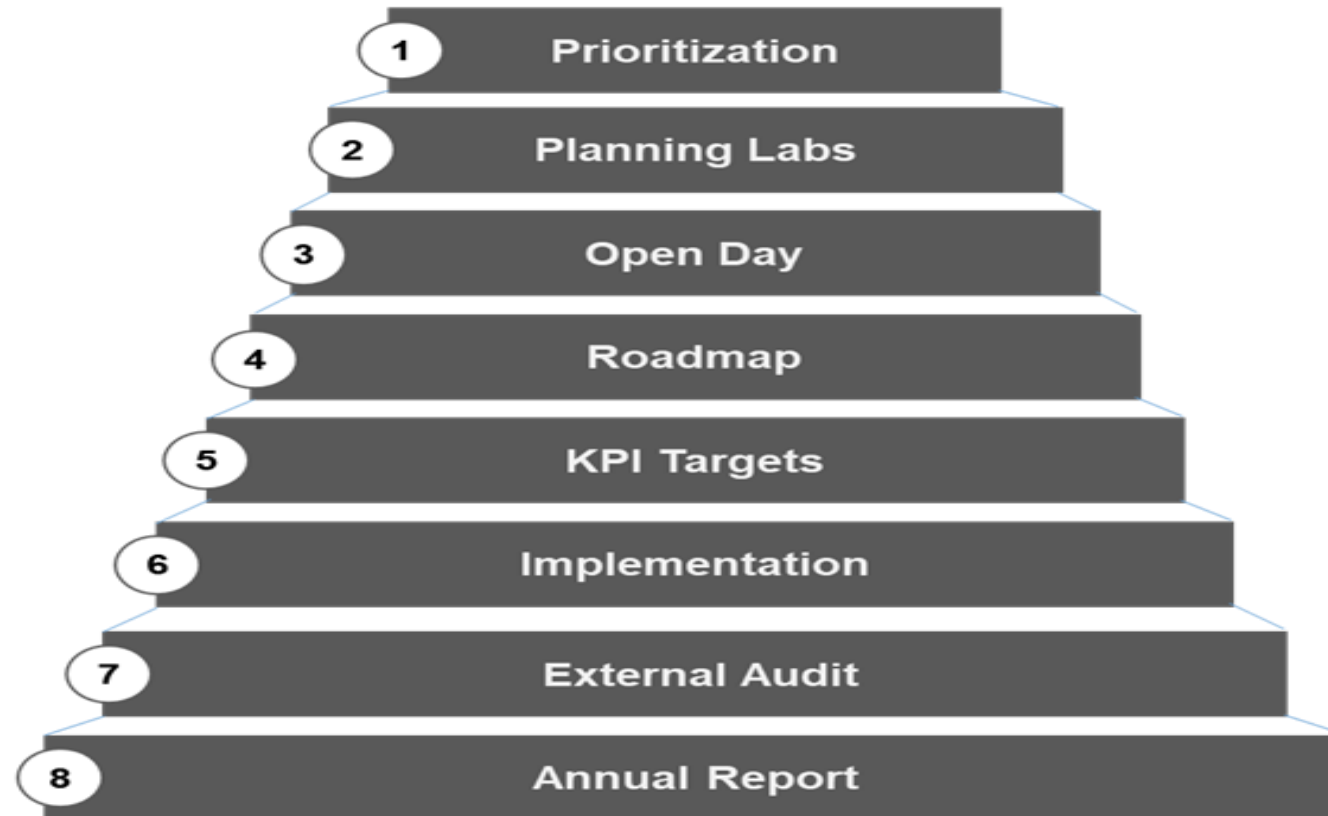 1 Prioritization
2 Planning Labs
3 Open Day
4 Roadmap
5 KPI Targets
6 Implementation
7 External Audit
8 Annual Report